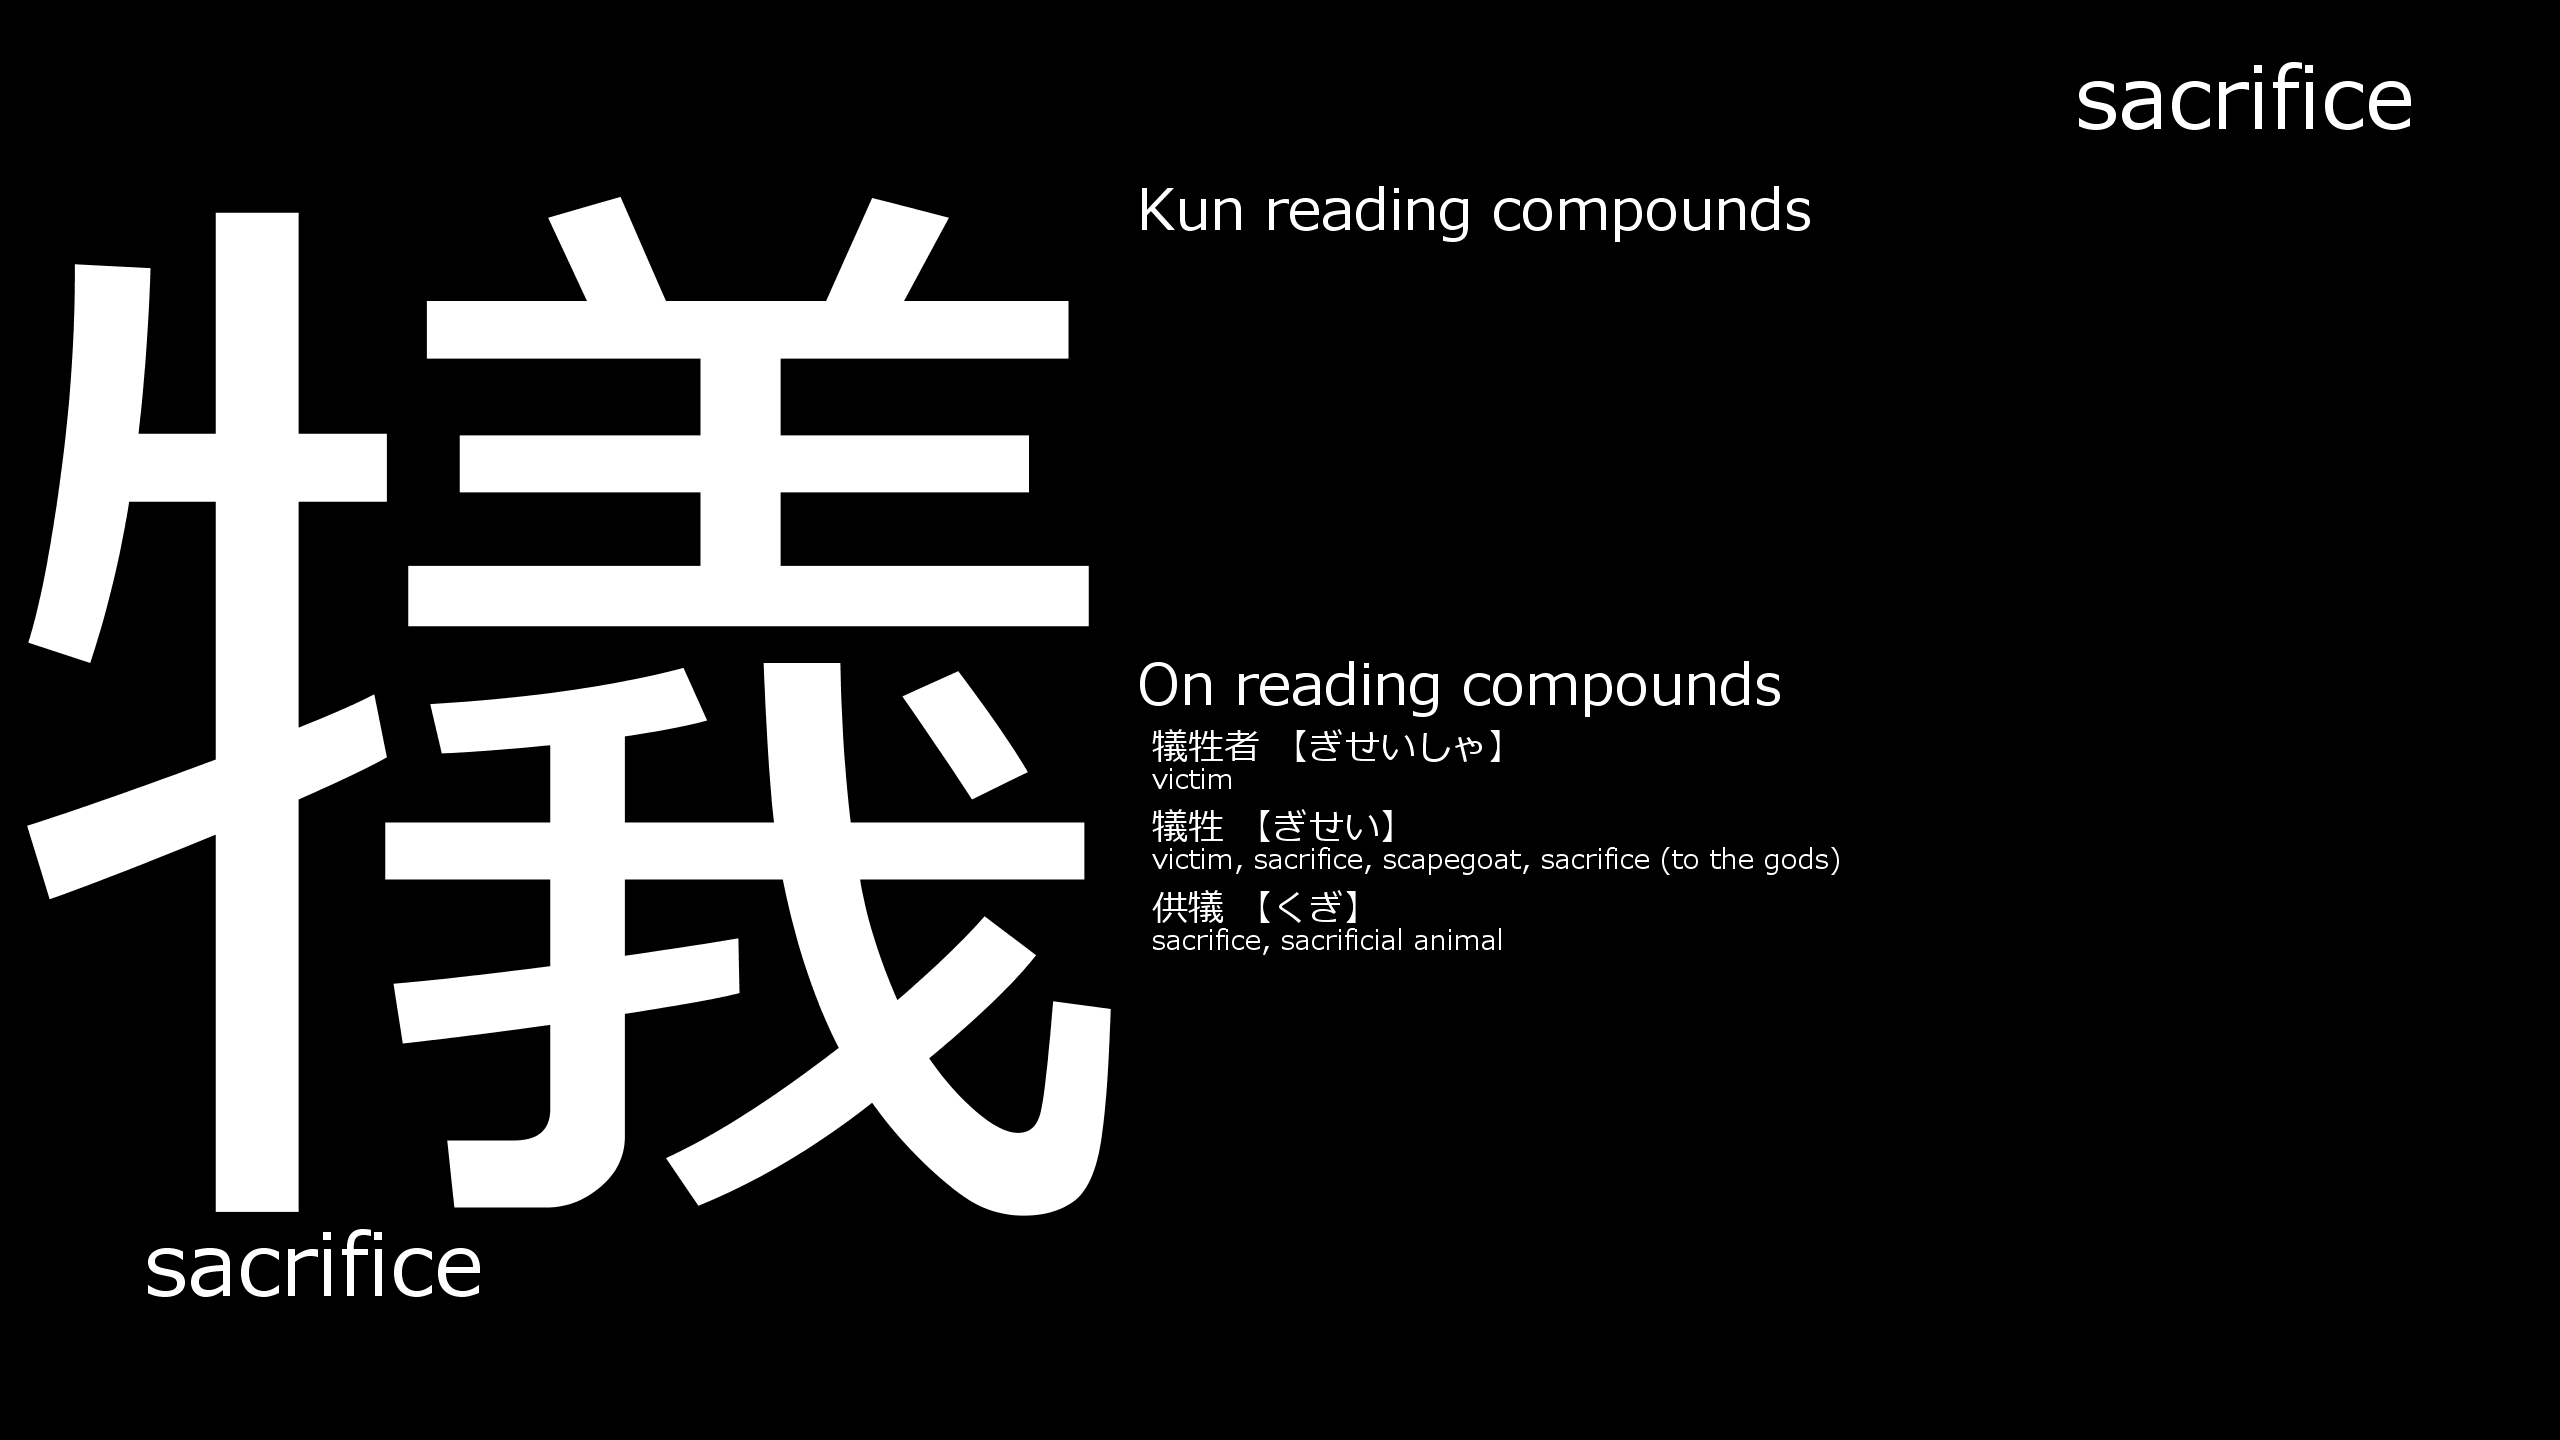 sacrifice
犠
sacrifice
Kun reading compounds
On reading compounds
犠牲者 【ぎせいしゃ】
victim
犠牲 【ぎせい】
victim, sacrifice, scapegoat, sacrifice (to the gods)
供犠 【くぎ】
sacrifice, sacrificial animal